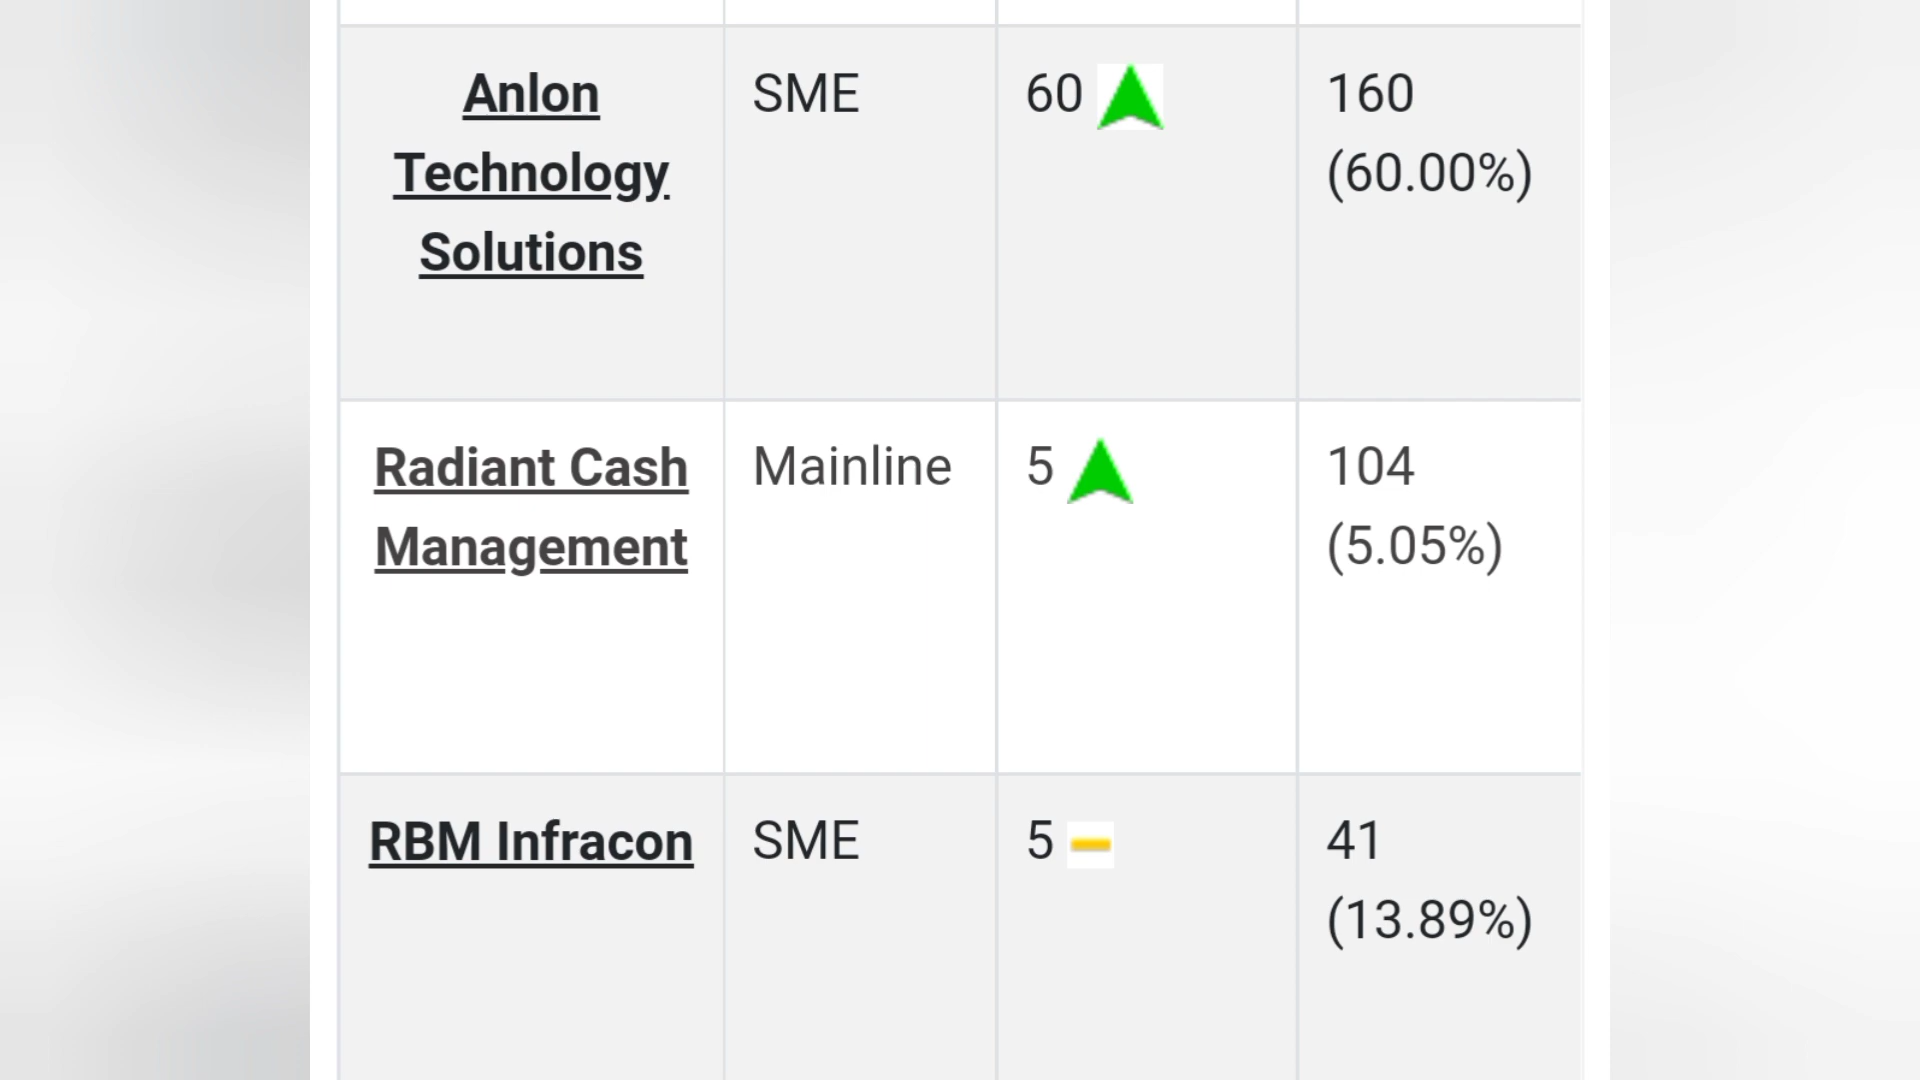 Anlon
Technology
Solutions
SME
60
160
(60.00%)
Radiant Cash
Management
Mainline
5
104
(5.05%)
RBM Infracon
SME
5
41
(13.89%)